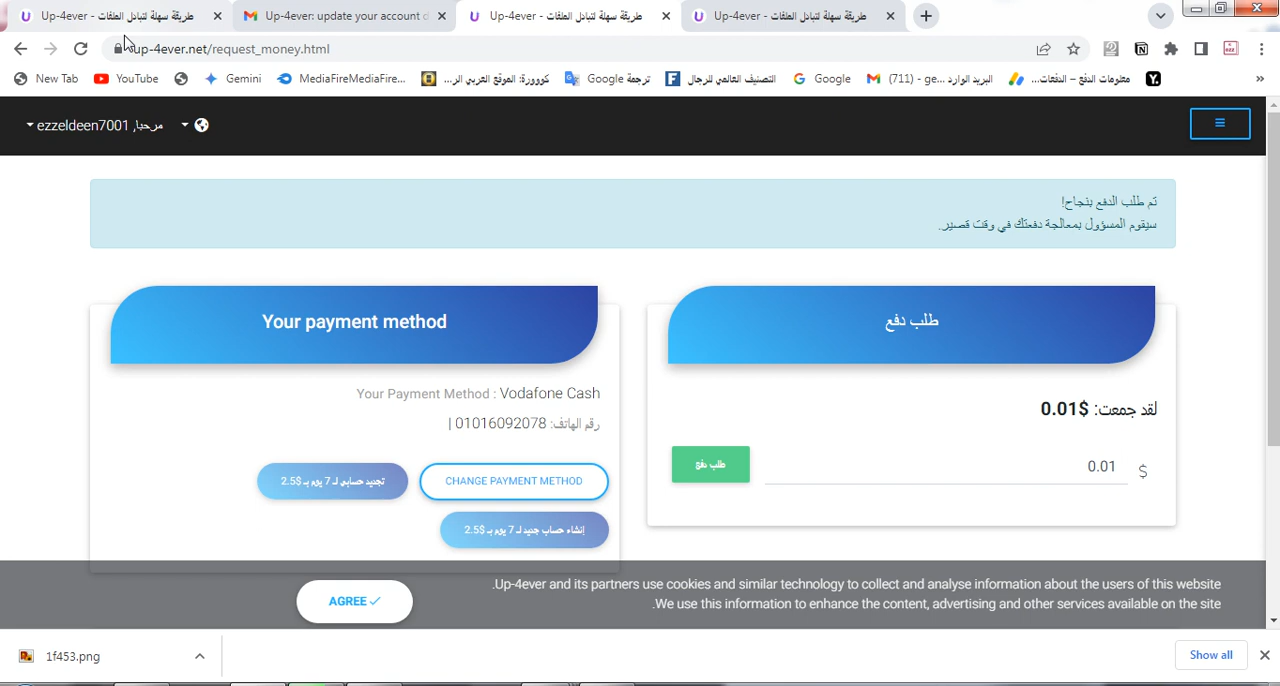 Up-4ever - طريقة سهلة لتبادل الملفات
Up-4ever: update your account d
Up-4ever - طريقة سهلة لتبادل الملفات
Up-4ever - طريقة سهلة لتبادل الملفات
up-4ever.net/request_money.html
New Tab
YouTube
Gemini
MediaFireMediaFire...
كووورة: الموقع العربي الر...
ترجمة Google
التصنيف العالمي للرجال
Google
البريد الوارد (711) - ge...
معلومات الدفع – الدفعات...
مرحبا, ezzeldeen7001
تم طلب الدفع بنجاح!
سيقوم المسؤول بمعالجة دفعتك في وقت قصير.
طلب دفع
لقد جمعت: $0.01
$
0.01
طلب دفع
Your payment method
Your Payment Method : Vodafone Cash
رقم الهاتف: 01016092078 |
CHANGE PAYMENT METHOD
تجديد حسابي لـ 7 يوم بـ $2.5
إنشاء حساب جديد لـ 7 يوم بـ $2.5
Up-4ever and its partners use cookies and similar technology to collect and analyse information about the users of this website.
We use this information to enhance the content, advertising and other services available on the site.
AGREE
1f453.png
Show all